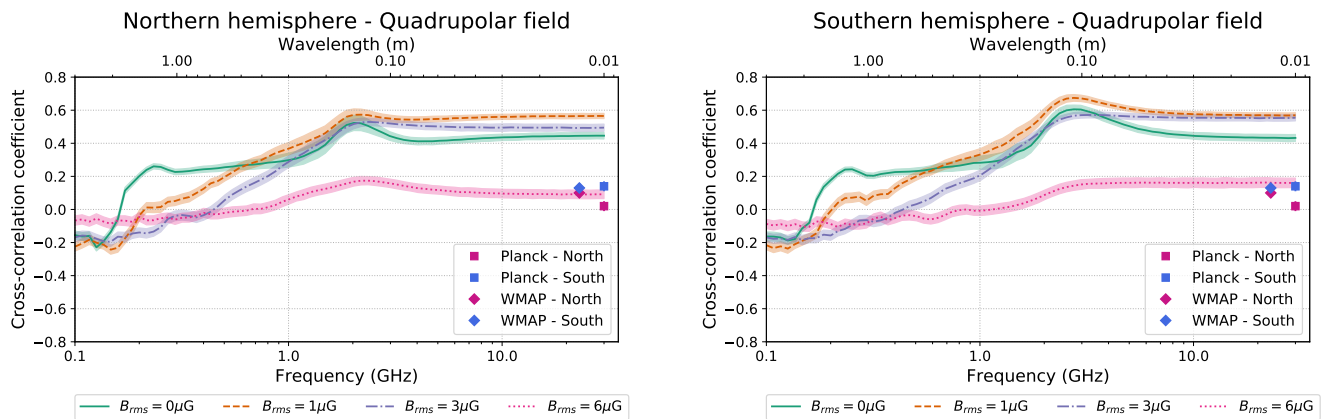 Northern hemisphere - Quadrupolar field
Wavelength (m)
1.00 0.10 0.01
Cross-correlation coefficient
0.8
0.6
0.4
0.2
0.0
−0.2
−0.4
−0.6
−0.8
Planck - North
Planck - South
WMAP - North
WMAP - South
0.1 1.0 10.0
Frequency (GHz)
B_rms = 0μG B_rms = 1μG B_rms = 3μG B_rms = 6μG
Southern hemisphere - Quadrupolar field
Wavelength (m)
1.00 0.10 0.01
Cross-correlation coefficient
0.8
0.6
0.4
0.2
0.0
−0.2
−0.4
−0.6
−0.8
Planck - North
Planck - South
WMAP - North
WMAP - South
0.1 1.0 10.0
Frequency (GHz)
B_rms = 0μG B_rms = 1μG B_rms = 3μG B_rms = 6μG